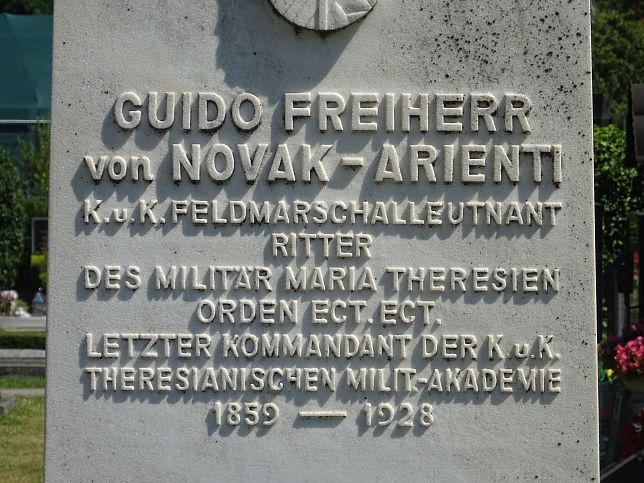 GUIDO FREIHERR
von NOVAK-ARIENTI
K.u.K. FELDMARSCHALLEUTNANT
RITTER
DES MILITÄR MARIA THERESIEN
ORDEN ECT. ECT.
LETZTER KOMMANDANT DER K.u.K.
THERESIANISCHEN MILIT.-AKADEMIE
1859 — 1928